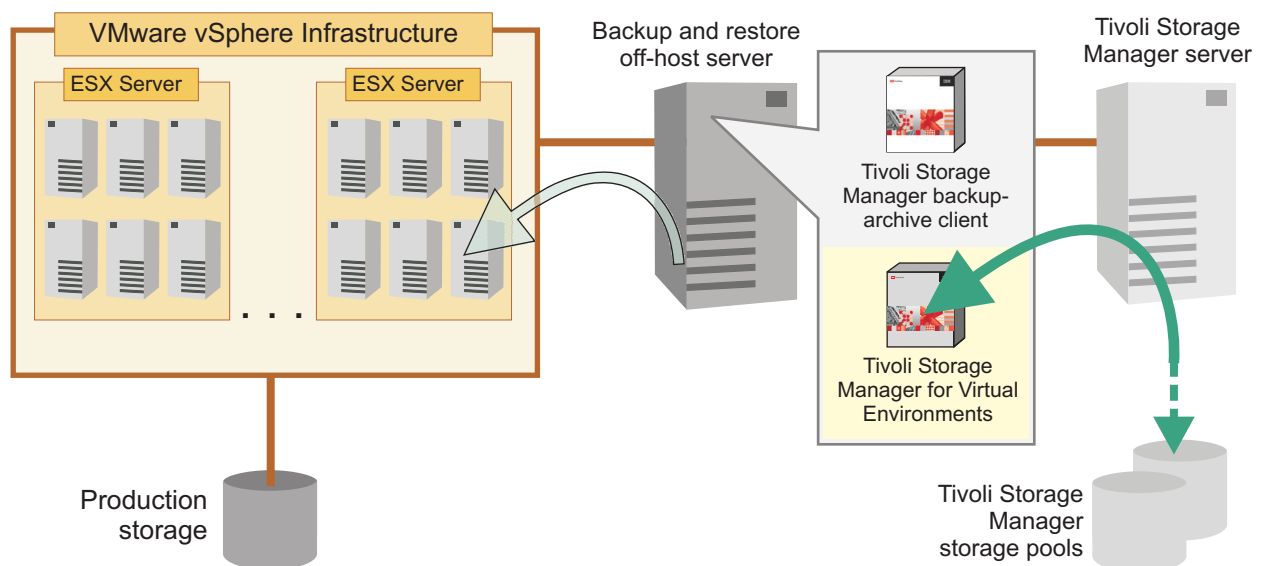 VMware vSphere Infrastructure
ESX Server
ESX Server
. . .
Production
storage
Backup and restore
off-host server
Tivoli Storage
Manager backup-
archive client
Tivoli Storage
Manager for Virtual
Environments
Tivoli Storage
Manager server
Tivoli Storage
Manager
storage pools